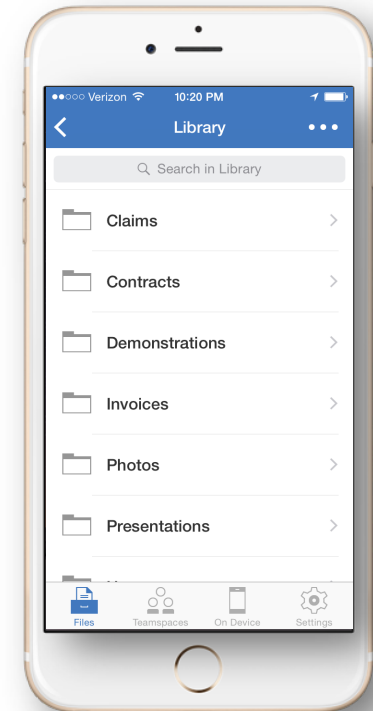 Verizon 10:20 PM
Library
Search in Library
Claims
Contracts
Demonstrations
Invoices
Photos
Presentations
Files Teamspaces On Device Settings